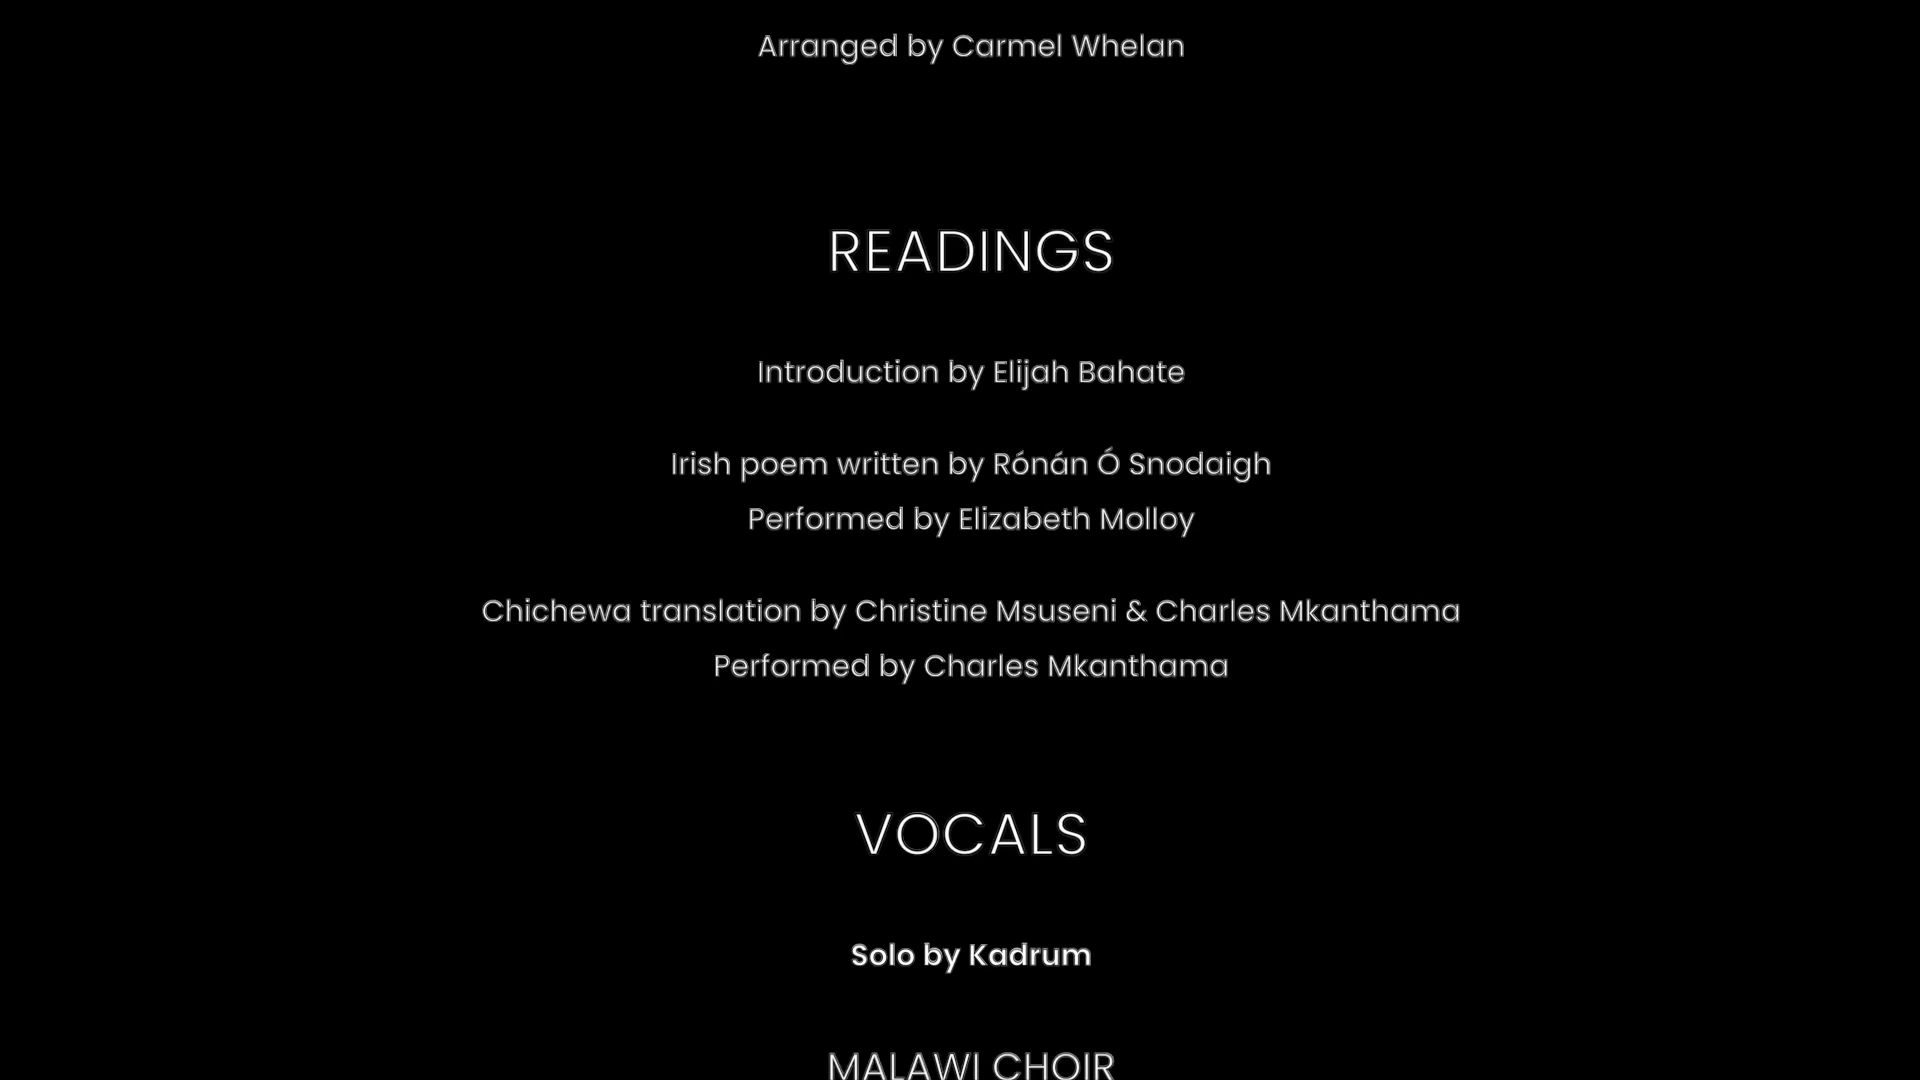 Arranged by Carmel Whelan
READINGS
Introduction by Elijah Bahate
Irish poem written by Rónán Ó Snodaigh
Performed by Elizabeth Molloy
Chichewa translation by Christine Msuseni & Charles Mkanthama
Performed by Charles Mkanthama
VOCALS
Solo by Kadrum
MALAWI CHOIR